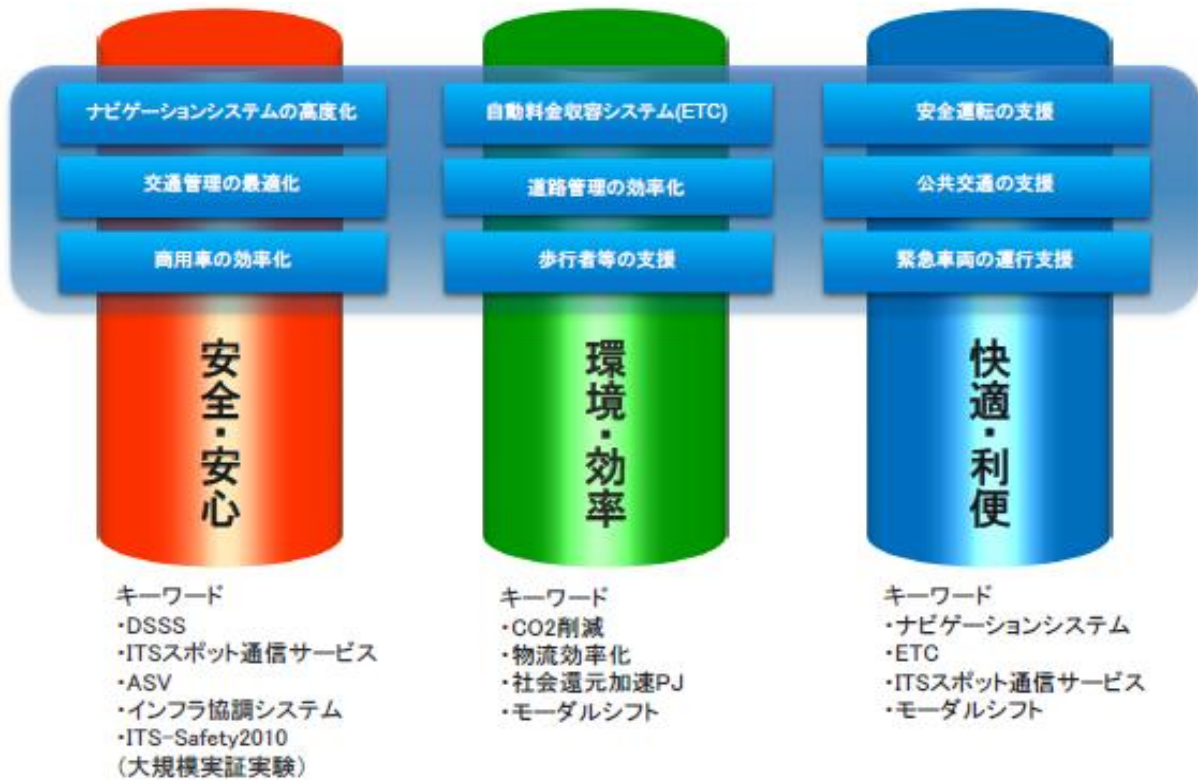 ナビゲーションシステムの高度化
自動料金収容システム(ETC)
安全運転の支援
交通管理の最適化
道路管理の効率化
公共交通の支援
商用車の効率化
歩行者等の支援
緊急車両の運行支援
安全・安心
環境・効率
快適・利便
キーワード
・DSSS
・ITSスポット通信サービス
・ASV
・インフラ協調システム
・ITS-Safety2010
(大規模実証実験)
キーワード
・CO2削減
・物流効率化
・社会還元加速PJ
・モーダルシフト
キーワード
・ナビゲーションシステム
・ETC
・ITSスポット通信サービス
・モーダルシフト